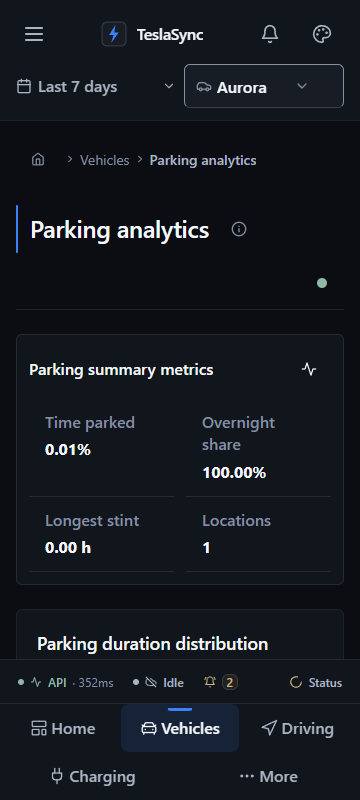 TeslaSync
Last 7 days
Aurora
Vehicles
Parking analytics
Parking analytics
Parking summary metrics
Time parked
0.01%
Overnight
share
100.00%
Longest stint
0.00 h
Locations
1
Parking duration distribution
API · 352ms
Idle
2
Status
Home
Vehicles
Driving
Charging
More